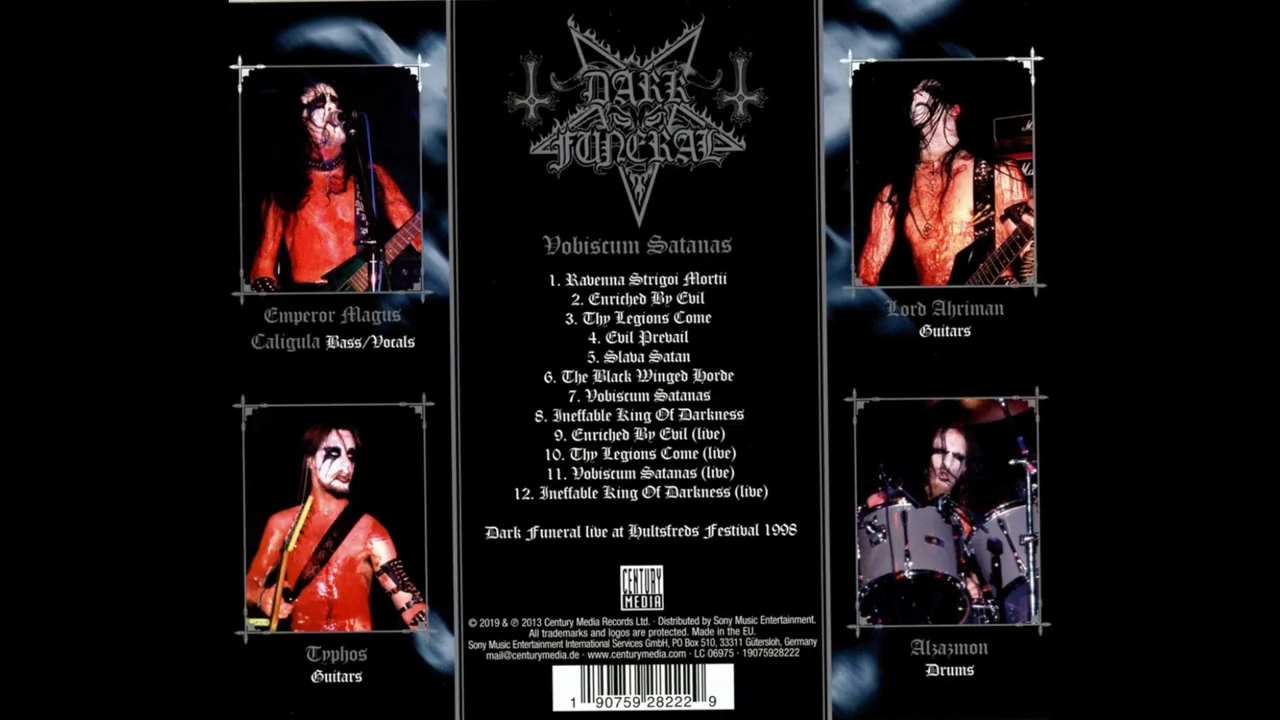 DARK
FUNERAL
Vobiscum Satanas
1. Ravenna Strigoi Mortii
2. Enriched By Evil
3. Thy Legions Come
4. Evil Prevail
5. Slava Satan
6. The Black Winged Horde
7. Vobiscum Satanas
8. Ineffable King Of Darkness
9. Enriched By Evil (live)
10. Thy Legions Come (live)
11. Vobiscum Satanas (live)
12. Ineffable King Of Darkness (live)
Dark Funeral live at Hultsfreds Festival 1998
CENTURY
MEDIA
© 2019 & ℗ 2013 Century Media Records Ltd. · Distributed by Sony Music Entertainment.
All trademarks and logos are protected. Made in the EU.
Sony Music Entertainment International Services GmbH, PO Box 510, 33311 Gütersloh, Germany
mail@centurymedia.de · www.centurymedia.com · LC 06975 · 19075928222
1 90759 28222 9
Emperor Magus
Caligula Bass/Vocals
Typhos
Guitars
Lord Ahriman
Guitars
Alzazmon
Drums